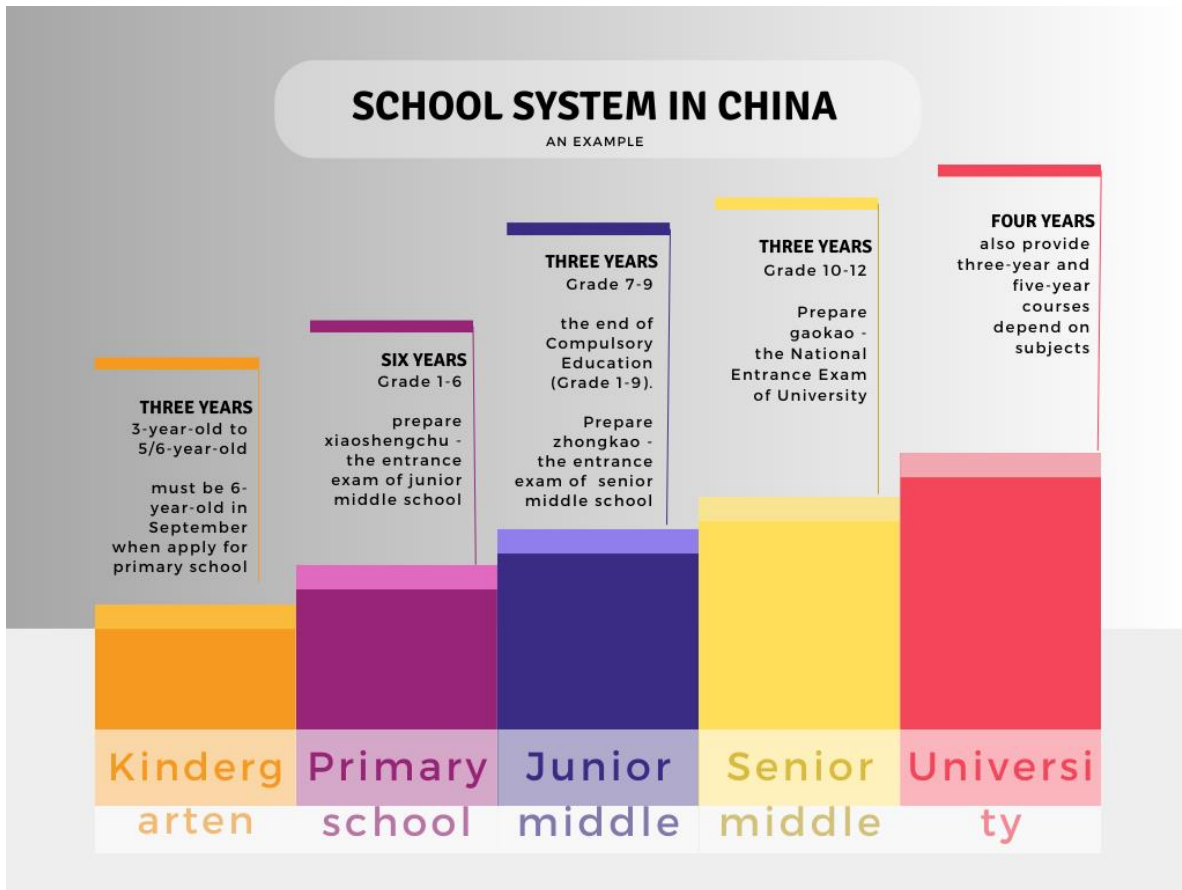 SCHOOL SYSTEM IN CHINA
AN EXAMPLE
THREE YEARS
3-year-old to
5/6-year-old
must be 6-
year-old in
September
when apply for
primary school
SIX YEARS
Grade 1-6
prepare
xiaoshengchu -
the entrance
exam of junior
middle school
THREE YEARS
Grade 7-9
the end of
Compulsory
Education
(Grade 1-9).
Prepare
zhongkao -
the entrance
exam of senior
middle school
THREE YEARS
Grade 10-12
Prepare
gaokao -
the National
Entrance Exam
of University
FOUR YEARS
also provide
three-year and
five-year
courses
depend on
subjects
Kinderg
arten
Primary
school
Junior
middle
Senior
middle
Universi
ty